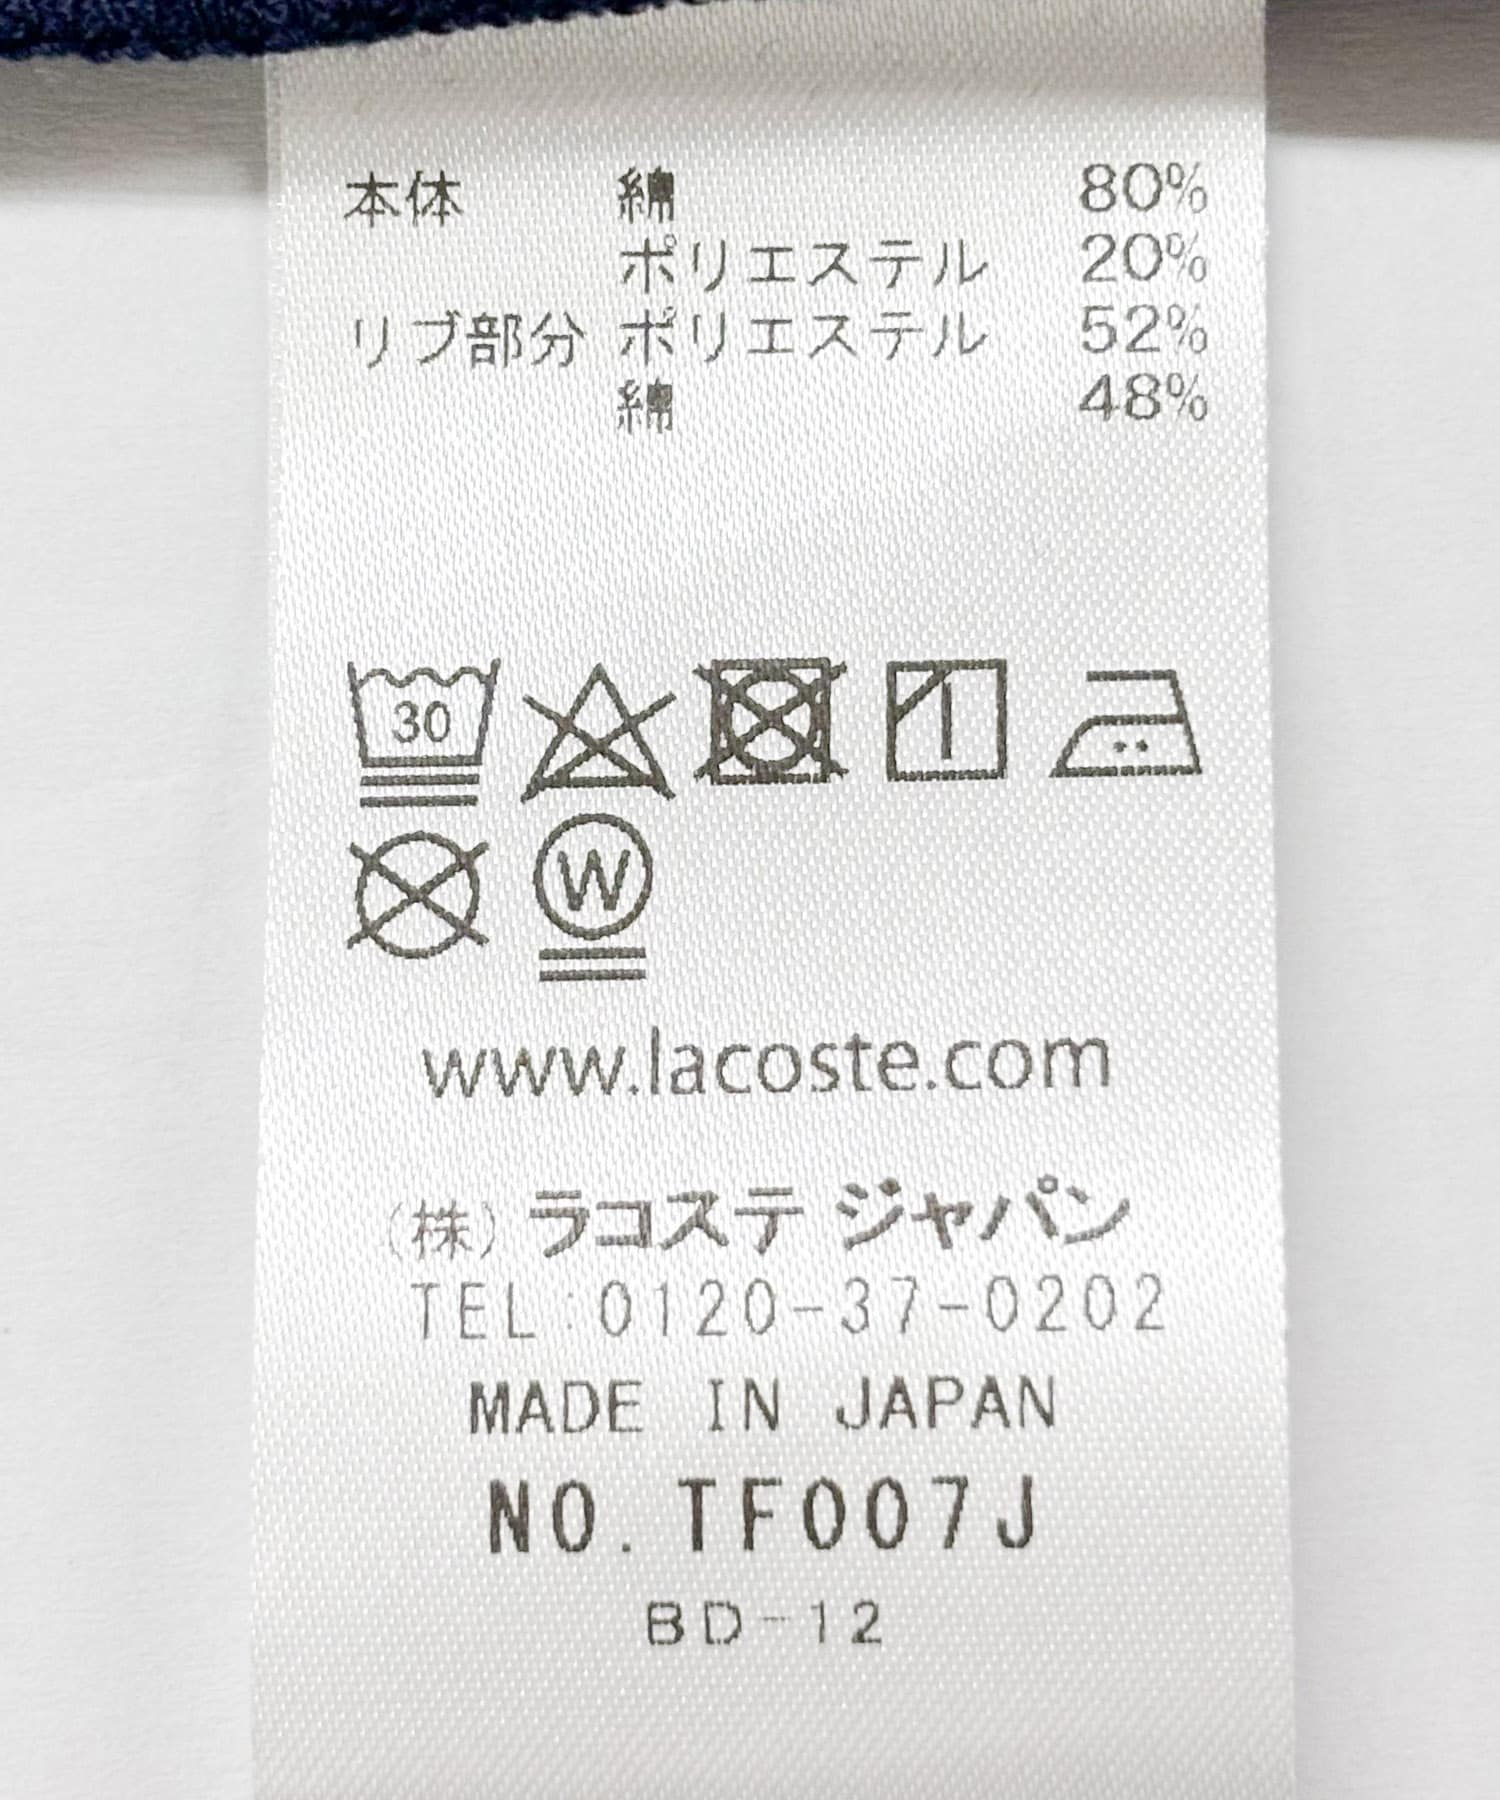 本体 綿 80%
ポリエステル 20%
リブ部分 ポリエステル 52%
綿 48%
30
W
www.lacoste.com
(株) ラコステ ジャパン
TEL:0120-37-0202
MADE IN JAPAN
NO. TF007J
BD-12